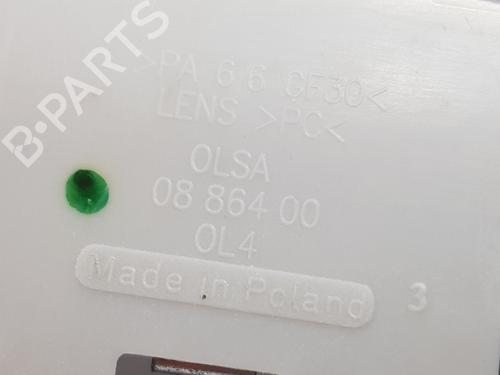 B-PARTS
>PA 6 6 GF30<
LENS >PC<
OLSA
08 864 00
OL4
Made in Poland
3